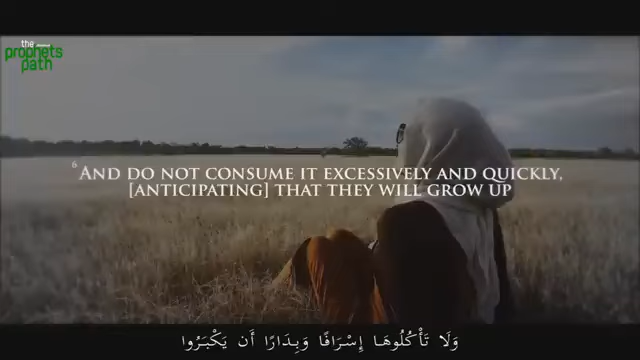 the
prophets
path
6 AND DO NOT CONSUME IT EXCESSIVELY AND QUICKLY,
[ANTICIPATING] THAT THEY WILL GROW UP
وَلَا تَأْكُلُوهَا إِسْرَافًا وَبِدَارًا أَن يَكْبَرُوا